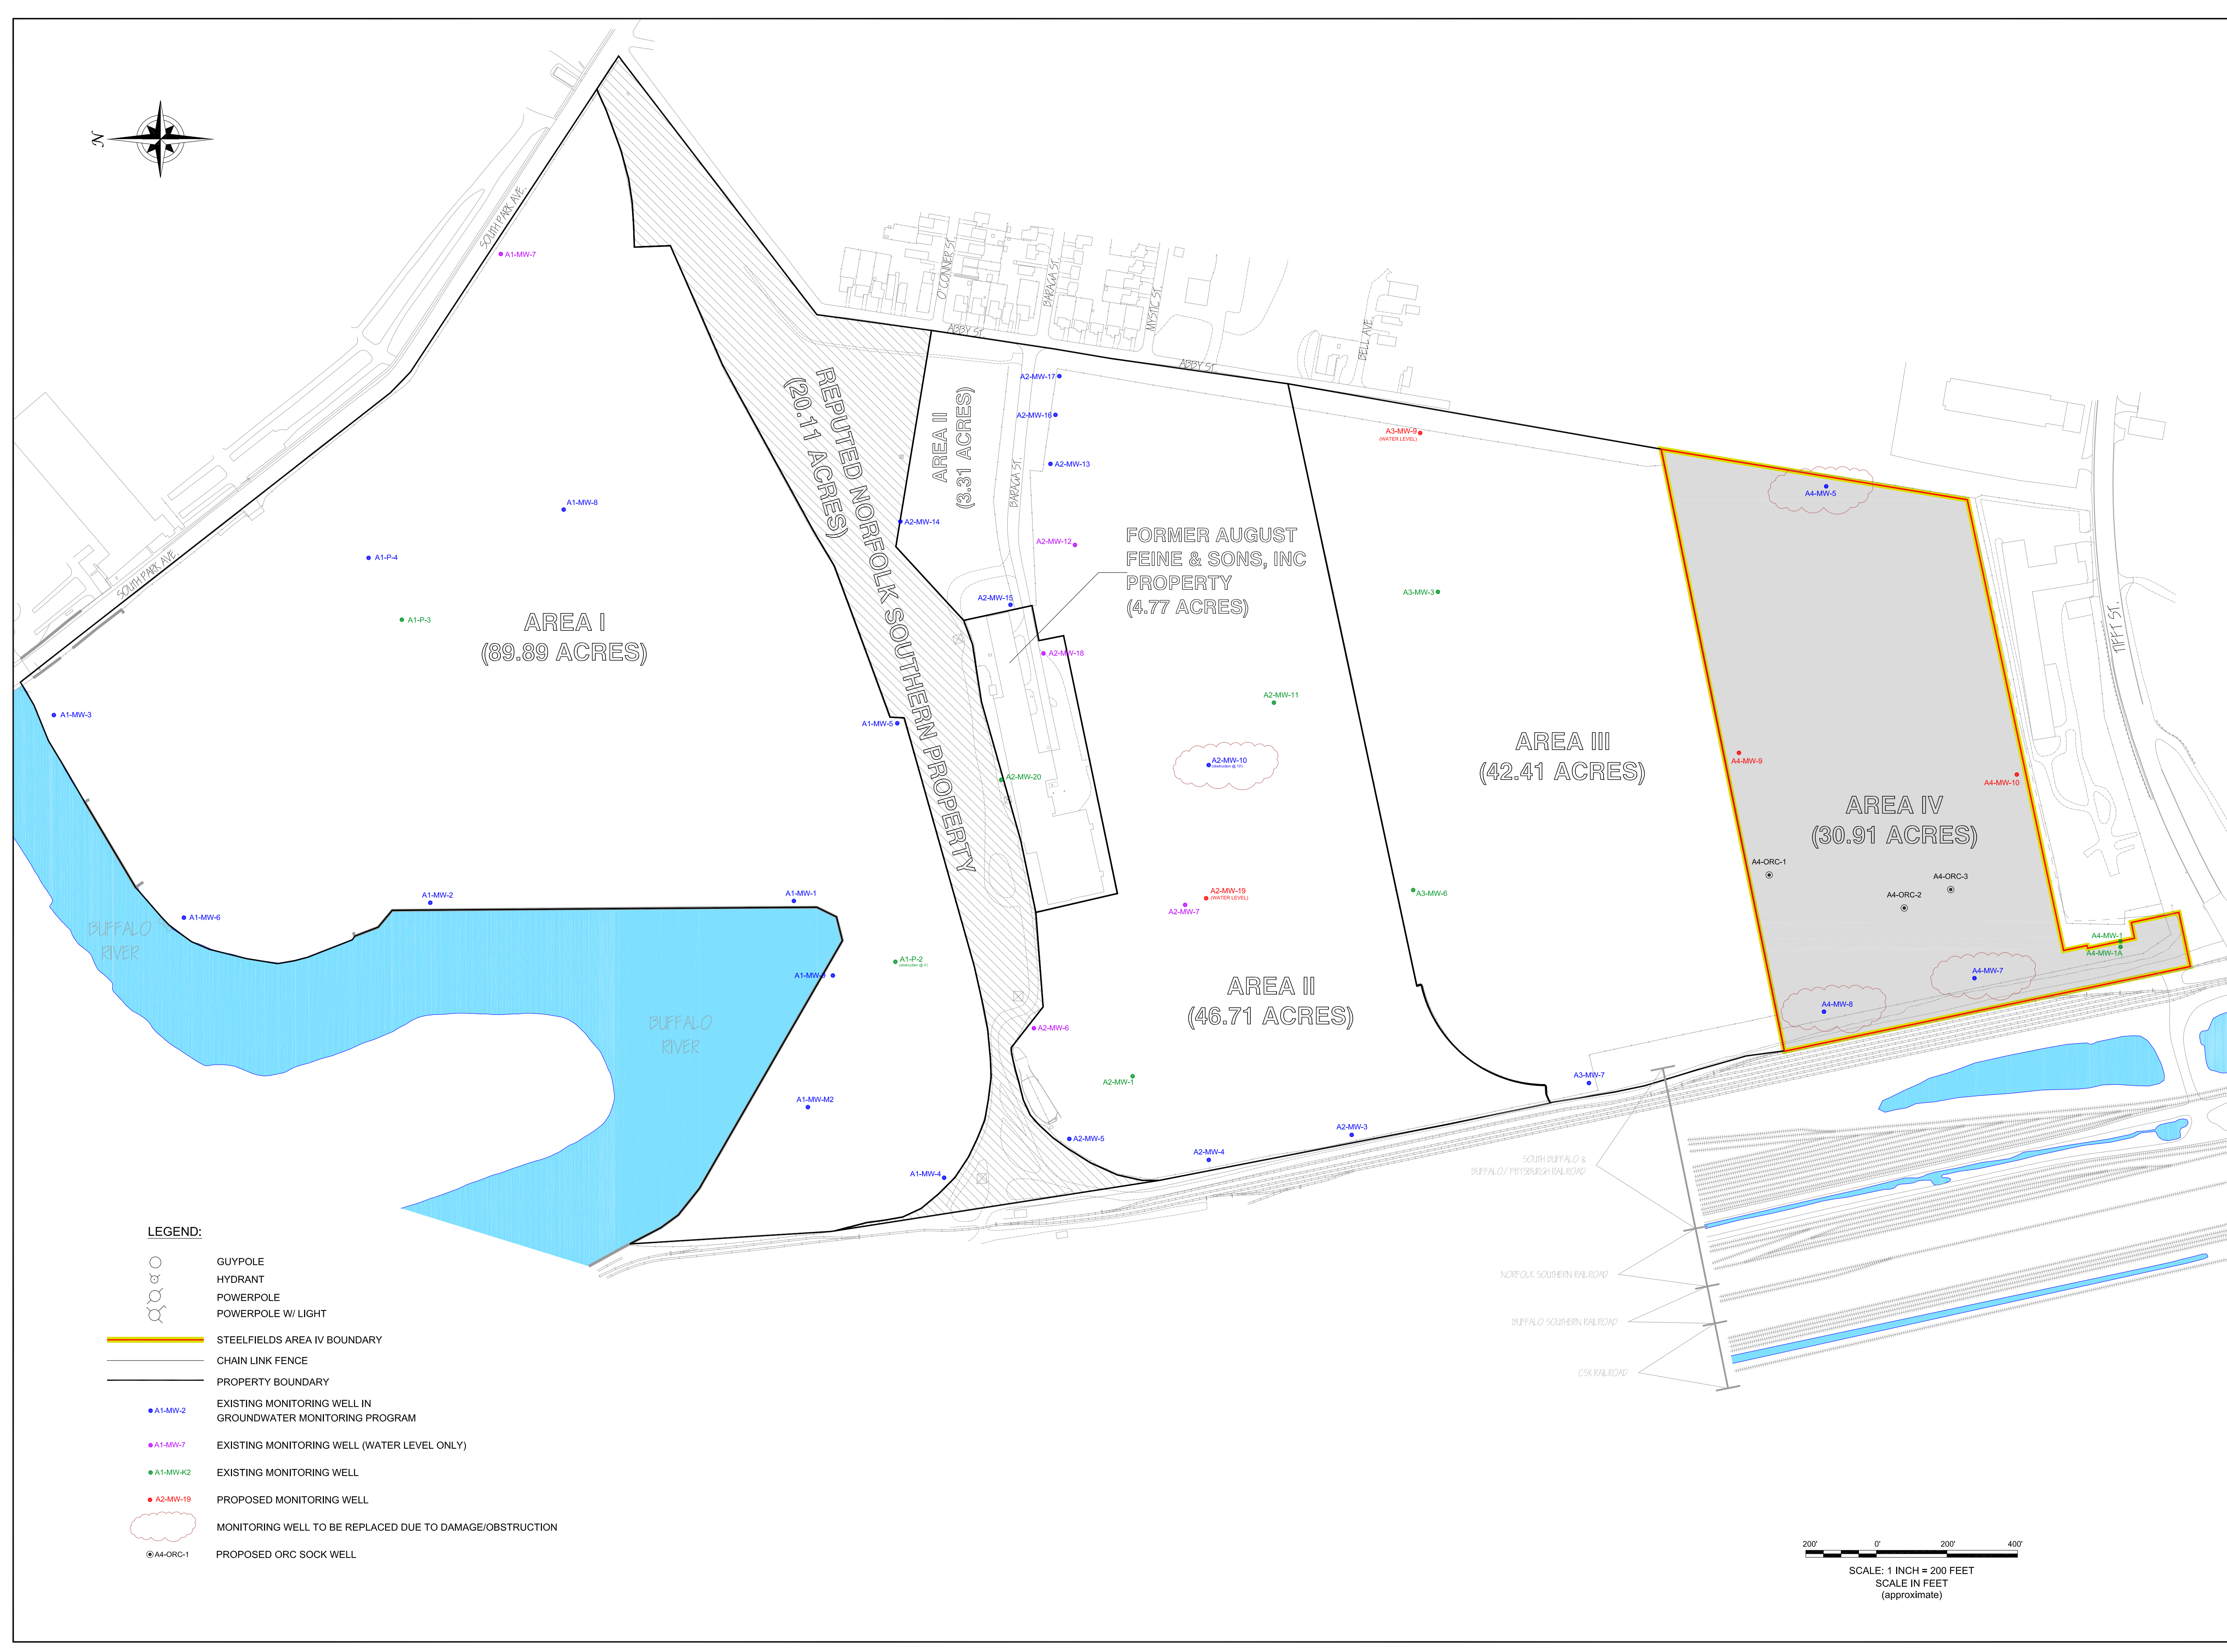 N
SOUTH PARK AVE.
A1-MW-7
O'CONNER ST.
BARAGA ST.
MYSTIC ST.
ABBY ST.
ABBY ST.
BELL AVE.
A2-MW-17
A2-MW-16
A2-MW-13
A2-MW-14
A2-MW-12
A2-MW-15
A2-MW-18
AREA II
(3.31 ACRES)
BARAGA ST.
REPUTED NORFOLK SOUTHERN PROPERTY
(20.11 ACRES)
FORMER AUGUST
FEINE & SONS, INC
PROPERTY
(4.77 ACRES)
A3-MW-9
(WATER LEVEL)
A4-MW-5
A1-MW-8
A1-P-4
SOUTH PARK AVE.
A1-P-3
AREA I
(89.89 ACRES)
A3-MW-3
TIFFT ST.
A1-MW-3
A1-MW-5
A2-MW-11
A2-MW-10
(obstruction @ 10')
A2-MW-20
AREA III
(42.41 ACRES)
A4-MW-9
A4-MW-10
AREA IV
(30.91 ACRES)
A4-ORC-1
A4-ORC-2
A4-ORC-3
A1-MW-2
A1-MW-1
A1-MW-6
A2-MW-19
(WATER LEVEL)
A2-MW-7
A3-MW-6
BUFFALO
RIVER
A4-MW-1
A4-MW-1A
A1-P-2
A4-MW-7
AREA II
(46.71 ACRES)
A4-MW-8
BUFFALO
RIVER
A2-MW-6
A2-MW-1
A3-MW-7
A1-MW-M2
A2-MW-5
A2-MW-3
A2-MW-4
A1-MW-4
SOUTH BUFFALO &
BUFFALO/ PITTSBURGH RAILROAD
NORFOLK SOUTHERN RAILROAD
BUFFALO SOUTHERN RAILROAD
CSX RAILROAD
LEGEND:
GUYPOLE
HYDRANT
POWERPOLE
POWERPOLE W/ LIGHT
STEELFIELDS AREA IV BOUNDARY
CHAIN LINK FENCE
PROPERTY BOUNDARY
A1-MW-2 EXISTING MONITORING WELL IN
GROUNDWATER MONITORING PROGRAM
A1-MW-7 EXISTING MONITORING WELL (WATER LEVEL ONLY)
A1-MW-K2 EXISTING MONITORING WELL
A2-MW-19 PROPOSED MONITORING WELL
MONITORING WELL TO BE REPLACED DUE TO DAMAGE/OBSTRUCTION
A4-ORC-1 PROPOSED ORC SOCK WELL
200' 0' 200' 400'
SCALE: 1 INCH = 200 FEET
SCALE IN FEET
(approximate)